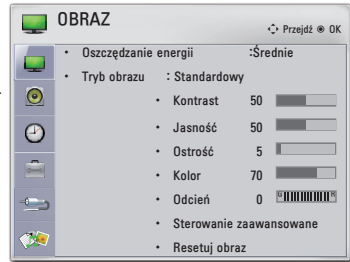 OBRAZ
Przejdź OK
• Oszczędzanie energii :Średnie
• Tryb obrazu : Standardowy
• Kontrast 50
• Jasność 50
• Ostrość 5
• Kolor 70
• Odcień 0 G R
• Sterowanie zaawansowane
• Resetuj obraz